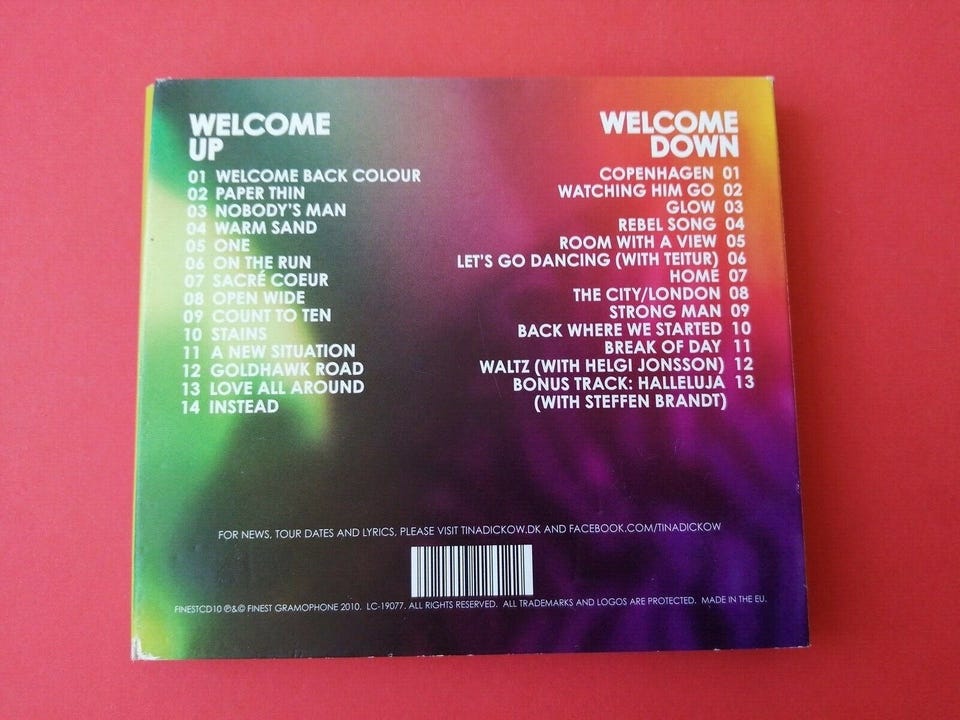 WELCOME
UP
01 WELCOME BACK COLOUR
02 PAPER THIN
03 NOBODY'S MAN
04 WARM SAND
05 ONE
06 ON THE RUN
07 SACRÉ COEUR
08 OPEN WIDE
09 COUNT TO TEN
10 STAINS
11 A NEW SITUATION
12 GOLDHAWK ROAD
13 LOVE ALL AROUND
14 INSTEAD
WELCOME
DOWN
COPENHAGEN 01
WATCHING HIM GO 02
GLOW 03
REBEL SONG 04
ROOM WITH A VIEW 05
LET'S GO DANCING (WITH TEITUR) 06
HOME 07
THE CITY/LONDON 08
STRONG MAN 09
BACK WHERE WE STARTED 10
BREAK OF DAY 11
WALTZ (WITH HELGI JONSSON) 12
BONUS TRACK: HALLELUJA 13
(WITH STEFFEN BRANDT)
FOR NEWS, TOUR DATES AND LYRICS, PLEASE VISIT TINADICKOW.DK AND FACEBOOK.COM/TINADICKOW
FINESTCD10 ℗&© FINEST GRAMOPHONE 2010. LC-19077. ALL RIGHTS RESERVED. ALL TRADEMARKS AND LOGOS ARE PROTECTED. MADE IN THE EU.